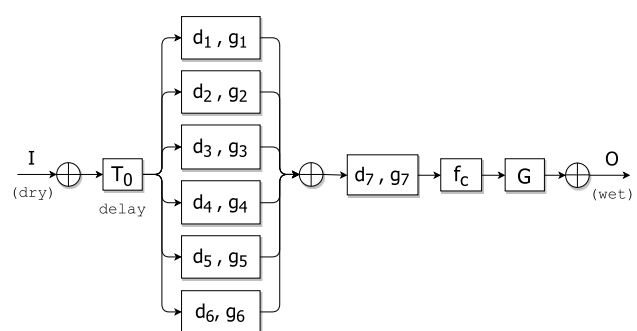 d1 , g1
d2 , g2
d3 , g3
d4 , g4
d5 , g5
d6, g6
I
(dry)
T0
delay
d7 , g7
fc
G
O
(wet)